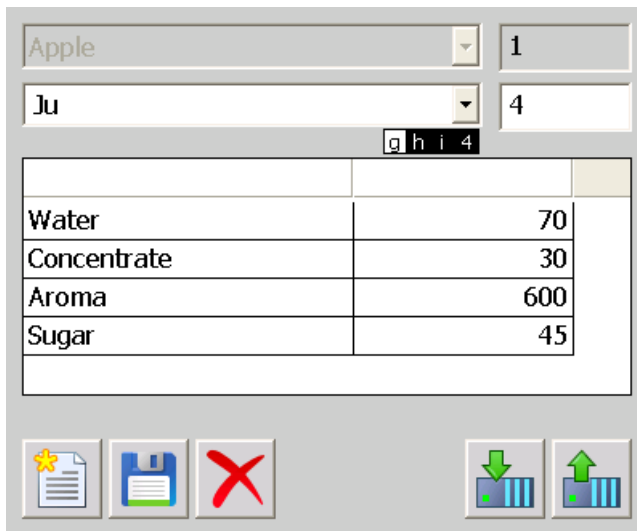 Apple 1
Ju 4
g h i 4
Water 70
Concentrate 30
Aroma 600
Sugar 45